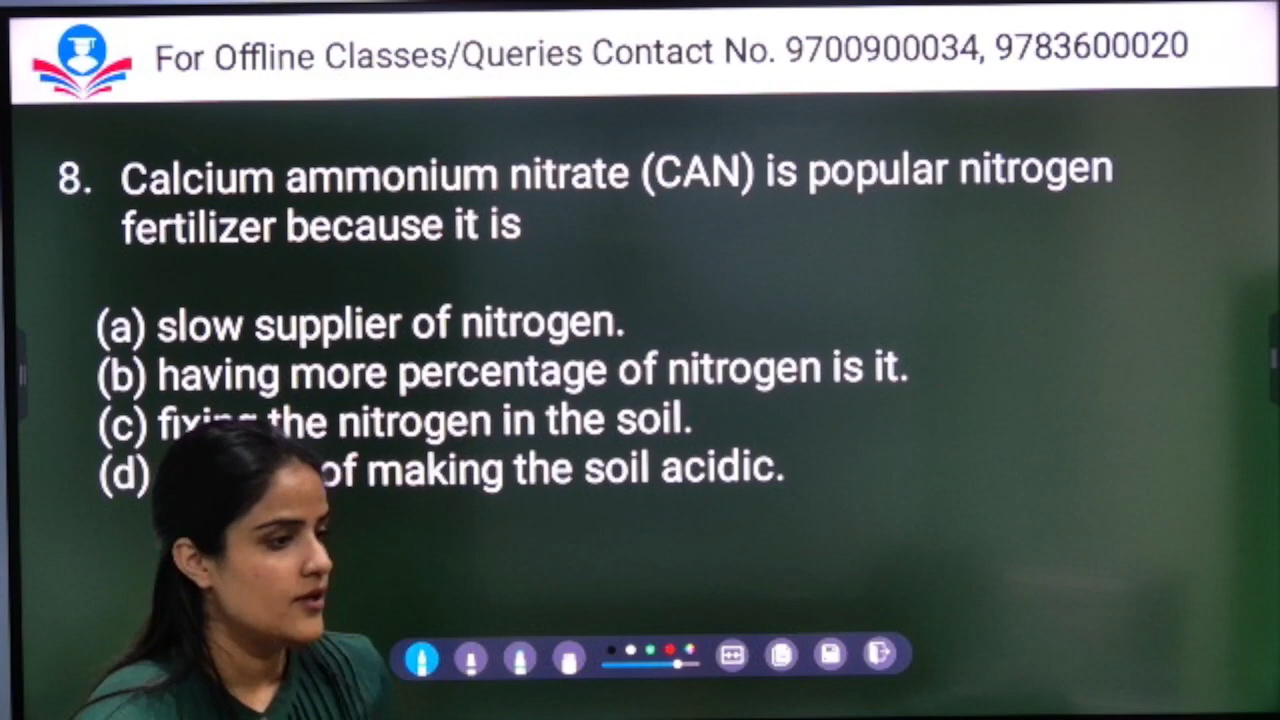 For Offline Classes/Queries Contact No. 9700900034, 9783600020
8. Calcium ammonium nitrate (CAN) is popular nitrogen
fertilizer because it is
(a) slow supplier of nitrogen.
(b) having more percentage of nitrogen is it.
(c) the nitrogen in the soil.
(d) of making the soil acidic.